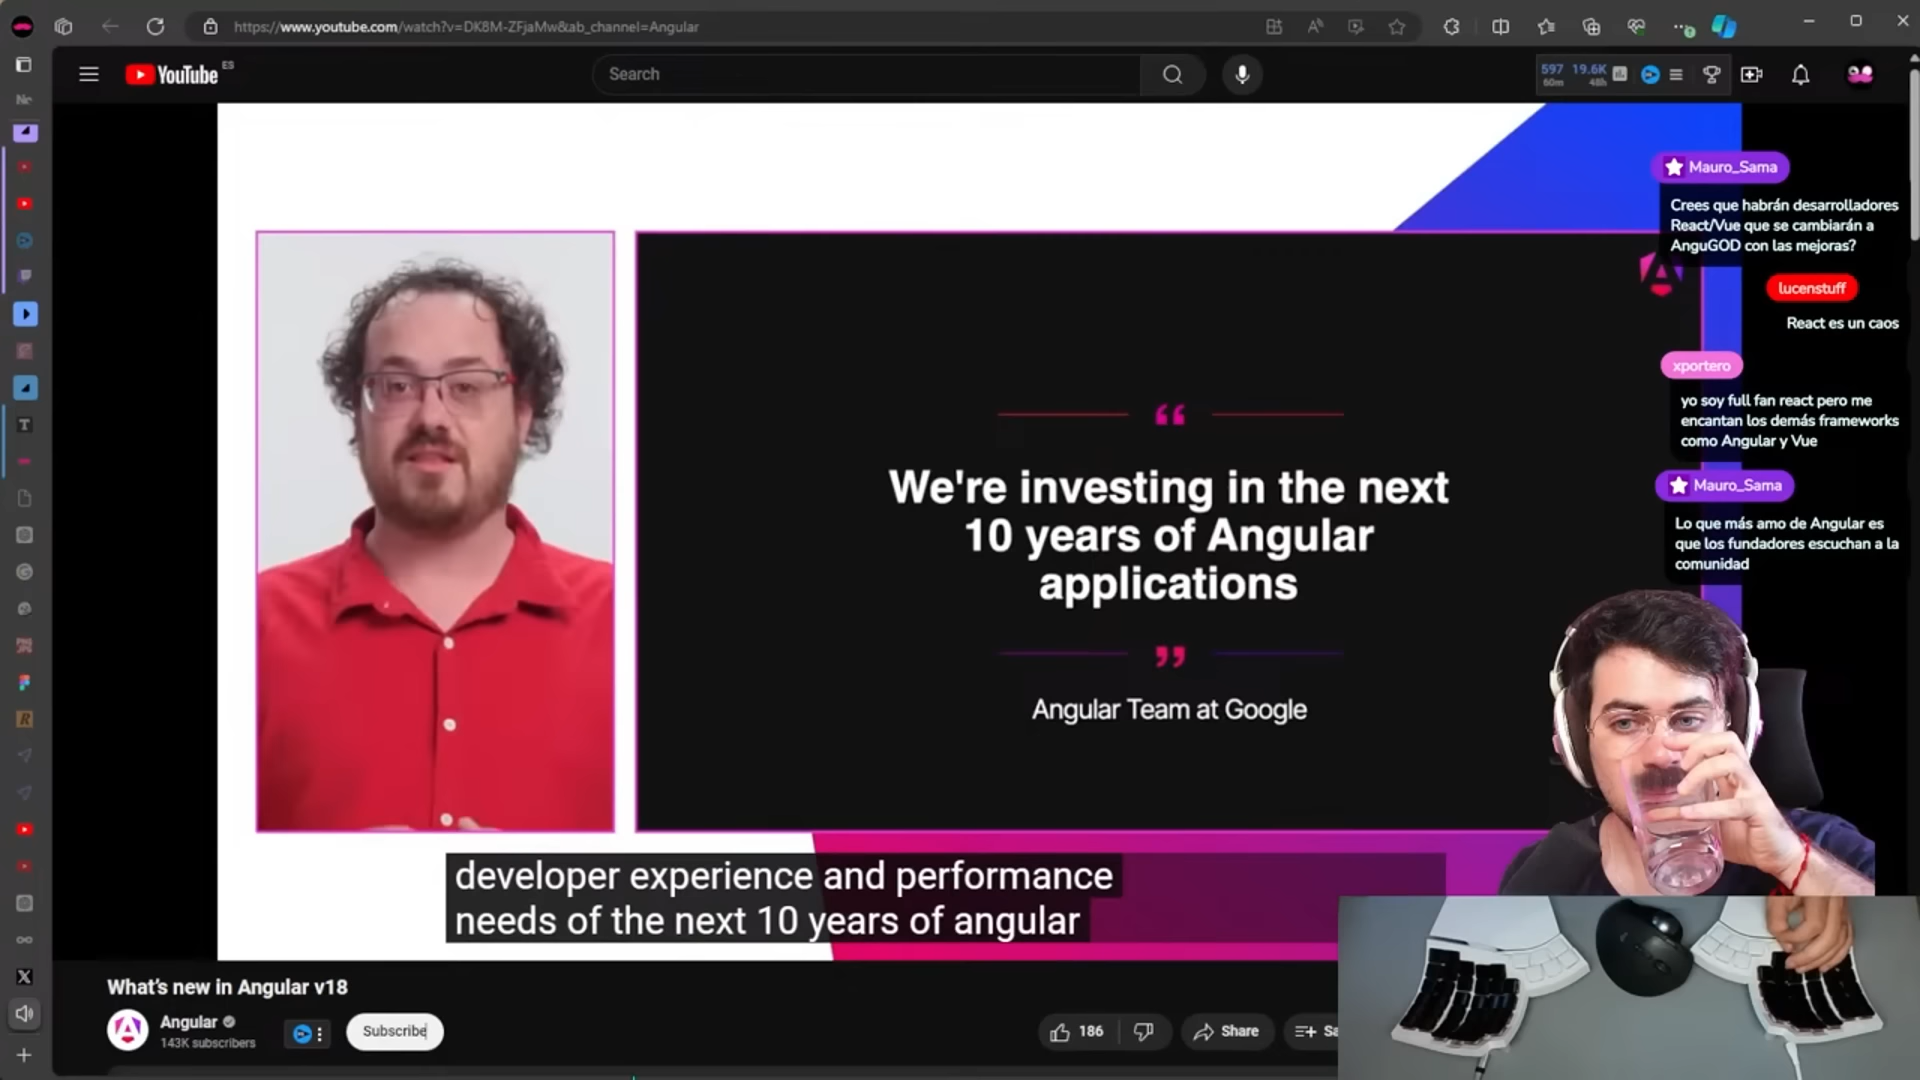 https://www.youtube.com/watch?v=DK8M-ZFjaMw&ab_channel=Angular
YouTube ES
Search
597 19.6K
60m 48h
Mauro_Sama
Crees que habrán desarrolladores
React/Vue que se cambiarán a
AnguGOD con las mejoras?
lucenstuff
React es un caos
xportero
yo soy full fan react pero me
encantan los demás frameworks
como Angular y Vue
Mauro_Sama
Lo que más amo de Angular es
que los fundadores escuchan a la
comunidad
“
We're investing in the next
10 years of Angular
applications
”
Angular Team at Google
developer experience and performance
needs of the next 10 years of angular
What's new in Angular v18
Angular
143K subscribers
Subscribe
186
Share
Sa